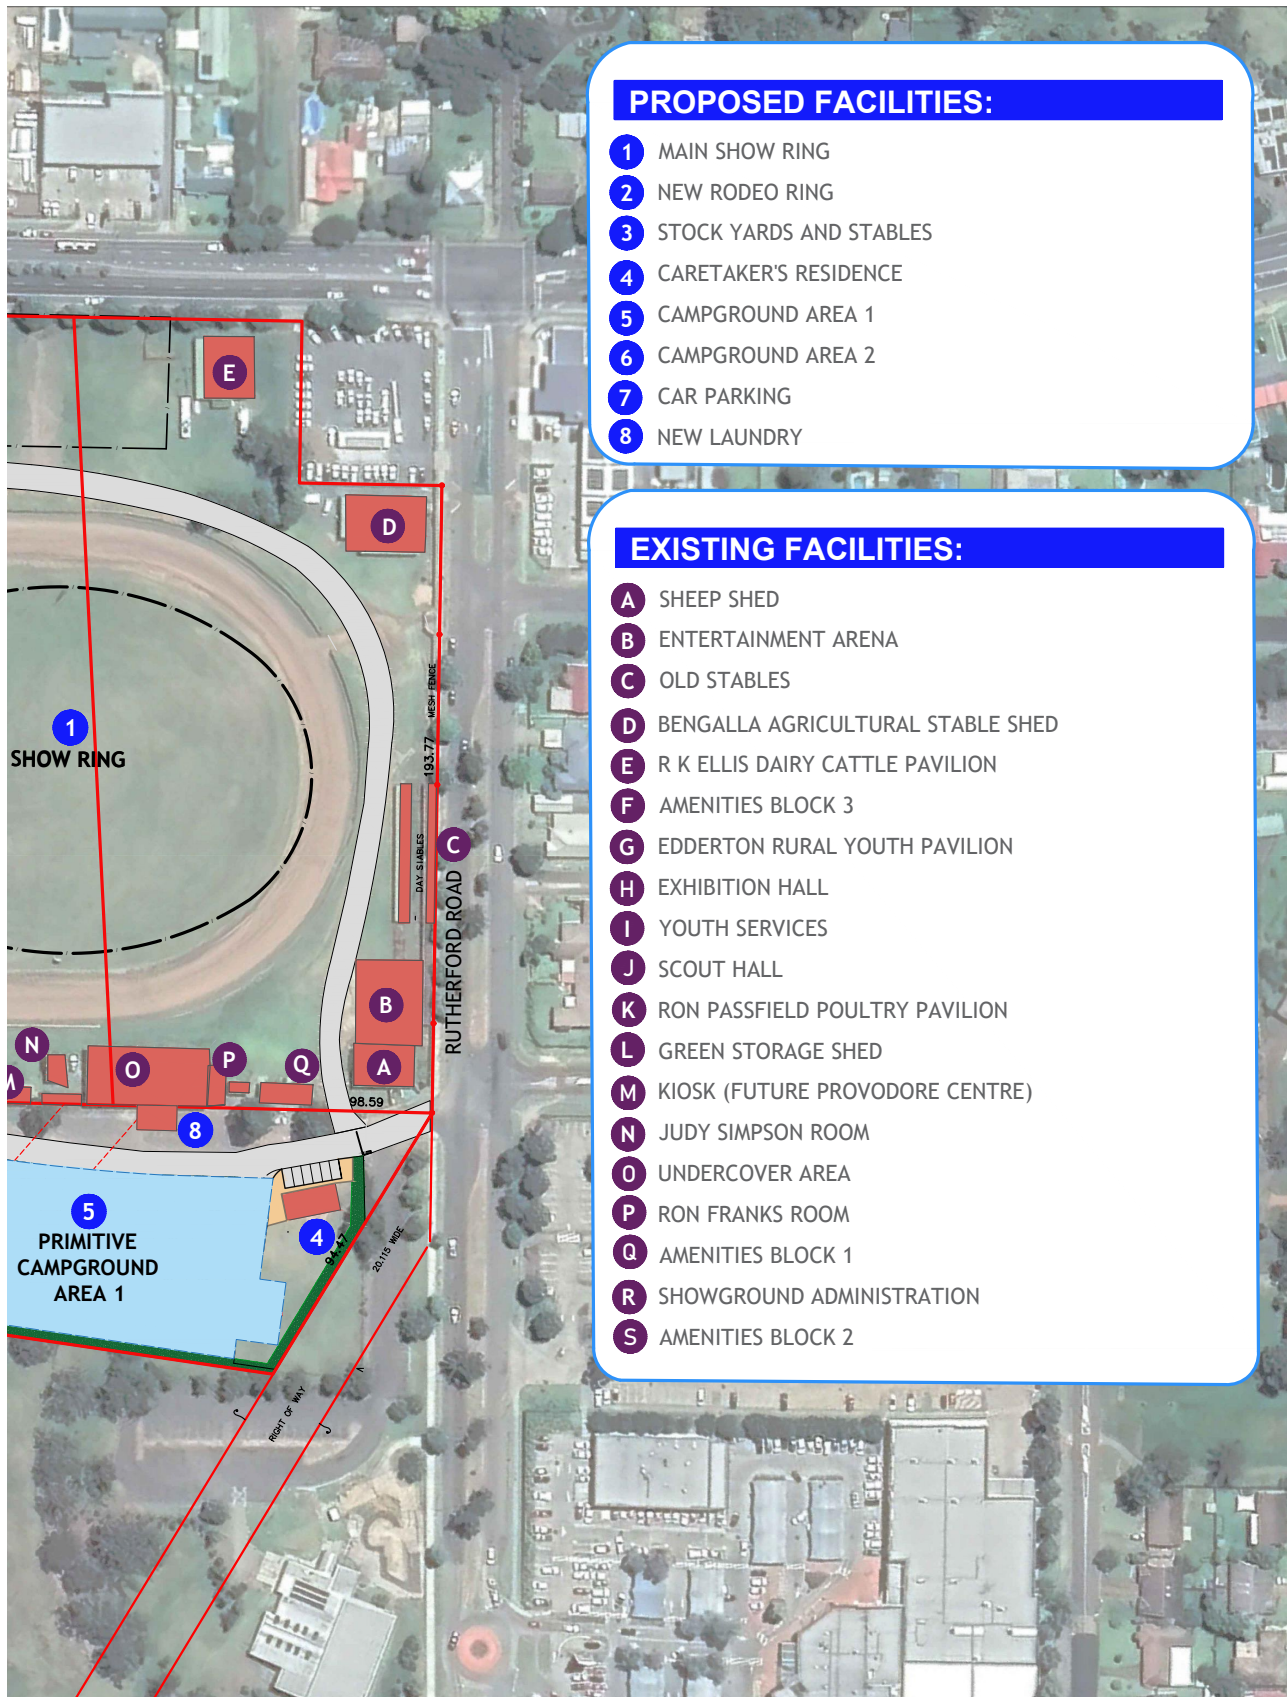 PROPOSED FACILITIES:
1 MAIN SHOW RING
2 NEW RODEO RING
3 STOCK YARDS AND STABLES
4 CARETAKER'S RESIDENCE
5 CAMPGROUND AREA 1
6 CAMPGROUND AREA 2
7 CAR PARKING
8 NEW LAUNDRY
EXISTING FACILITIES:
A SHEEP SHED
B ENTERTAINMENT ARENA
C OLD STABLES
D BENGALLA AGRICULTURAL STABLE SHED
E R K ELLIS DAIRY CATTLE PAVILION
F AMENITIES BLOCK 3
G EDDERTON RURAL YOUTH PAVILION
H EXHIBITION HALL
I YOUTH SERVICES
J SCOUT HALL
K RON PASSFIELD POULTRY PAVILION
L GREEN STORAGE SHED
M KIOSK (FUTURE PROVODORE CENTRE)
N JUDY SIMPSON ROOM
O UNDERCOVER AREA
P RON FRANKS ROOM
Q AMENITIES BLOCK 1
R SHOWGROUND ADMINISTRATION
S AMENITIES BLOCK 2
E
D
MESH FENCE
193.77
1
SHOW RING
C
DAY STABLES
RUTHERFORD ROAD
B
N
O
P
Q
A
M
98.59
8
5
PRIMITIVE
CAMPGROUND
AREA 1
4
94.47
20.115 WIDE
RIGHT OF WAY